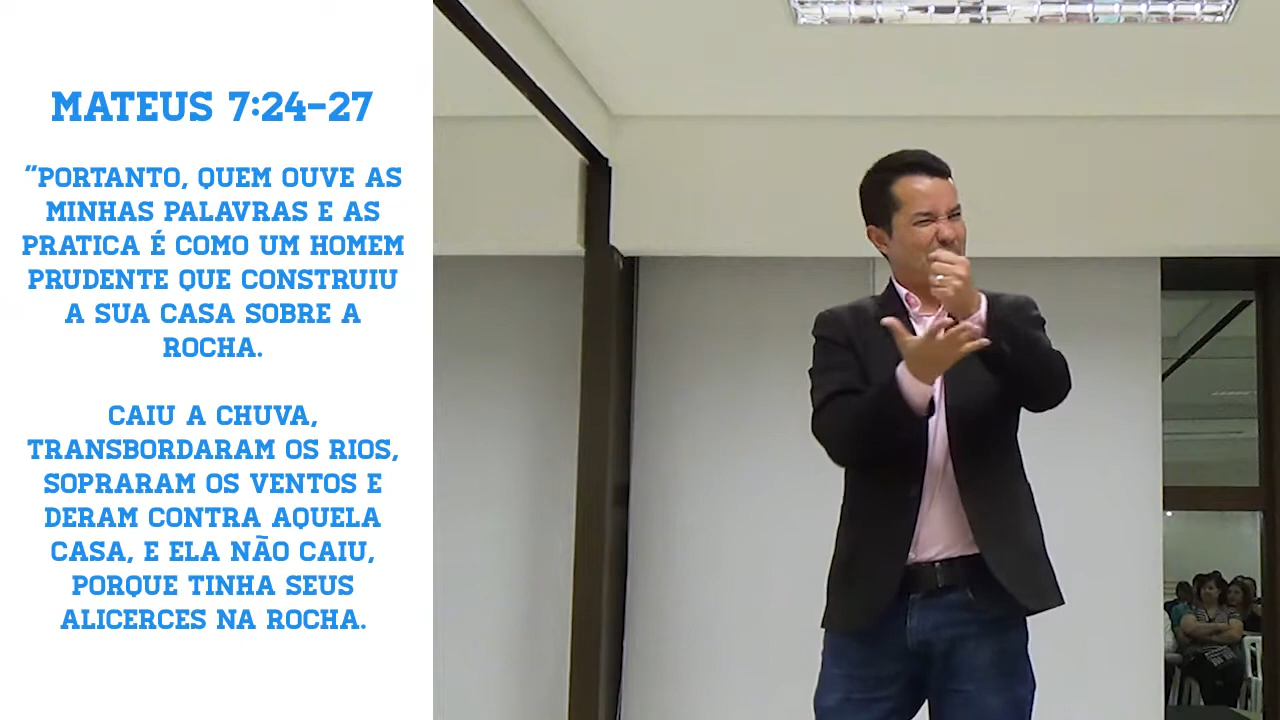 MATEUS 7:24-27
"PORTANTO, QUEM OUVE AS
MINHAS PALAVRAS E AS
PRATICA É COMO UM HOMEM
PRUDENTE QUE CONSTRUIU
A SUA CASA SOBRE A
ROCHA.
CAIU A CHUVA,
TRANSBORDARAM OS RIOS,
SOPRARAM OS VENTOS E
DERAM CONTRA AQUELA
CASA, E ELA NÃO CAIU,
PORQUE TINHA SEUS
ALICERCES NA ROCHA.